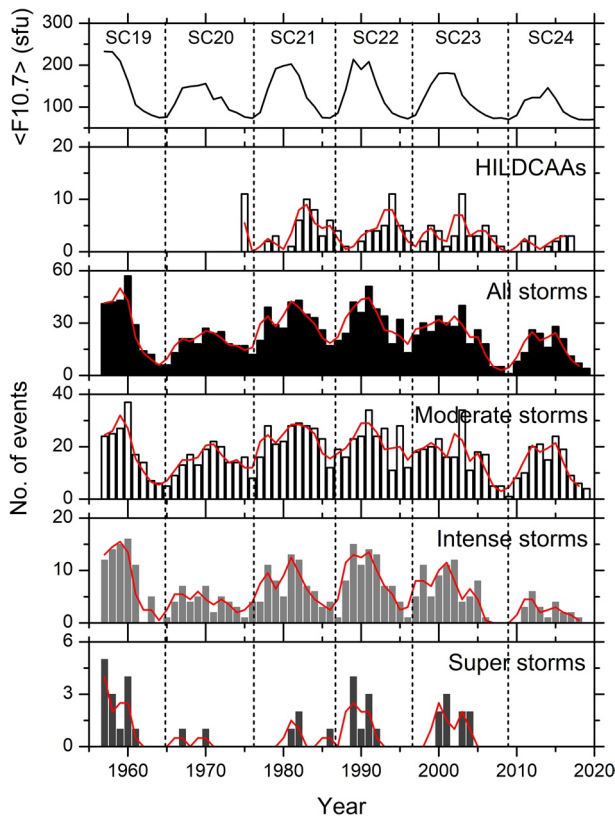 <F10.7> (sfu)
300
200
100
SC19 SC20 SC21 SC22 SC23 SC24
20
10
0
HILDCAAs
60
30
0
All storms
No. of events
40
20
0
Moderate storms
20
10
0
Intense storms
6
3
0
Super storms
1960 1970 1980 1990 2000 2010 2020
Year